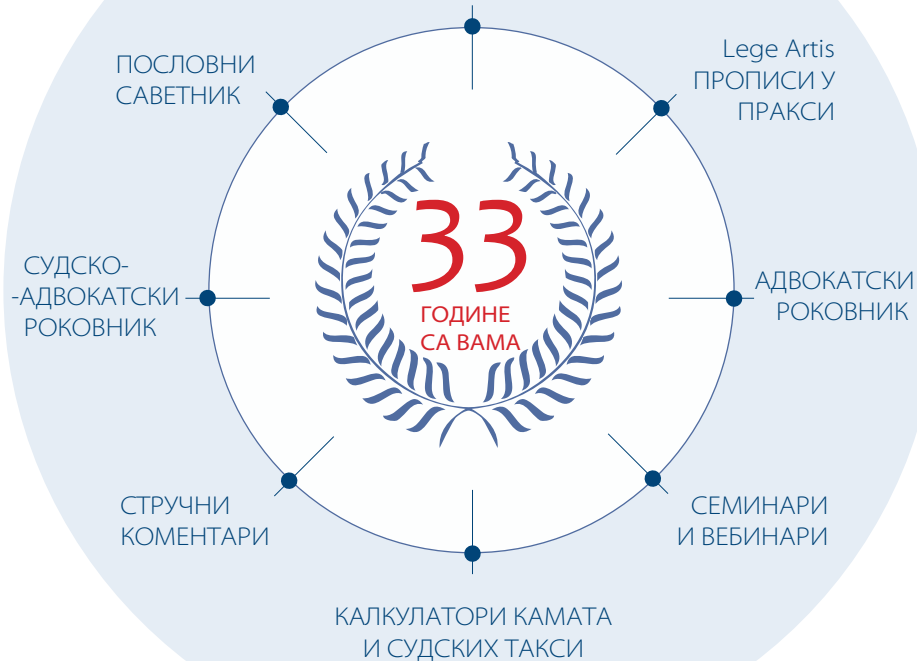 ПОСЛОВНИ
САВЕТНИК
Lege Artis
ПРОПИСИ У
ПРАКСИ
33
ГОДИНЕ
СА ВАМА
СУДСКО-
-АДВОКАТСКИ
РОКОВНИК
АДВОКАТСКИ
РОКОВНИК
СТРУЧНИ
КОМЕНТАРИ
СЕМИНАРИ
И ВЕБИНАРИ
КАЛКУЛАТОРИ КАМАТА
И СУДСКИХ ТАКСИ